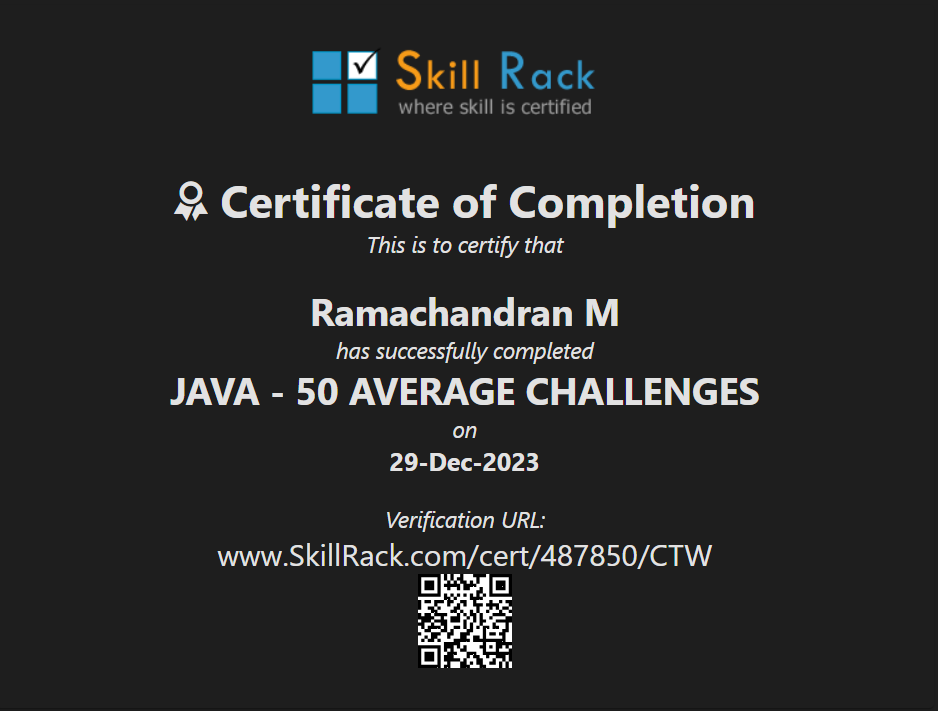 Skill Rack
where skill is certified
Certificate of Completion
This is to certify that
Ramachandran M
has successfully completed
JAVA - 50 AVERAGE CHALLENGES
on
29-Dec-2023
Verification URL:
www.SkillRack.com/cert/487850/CTW